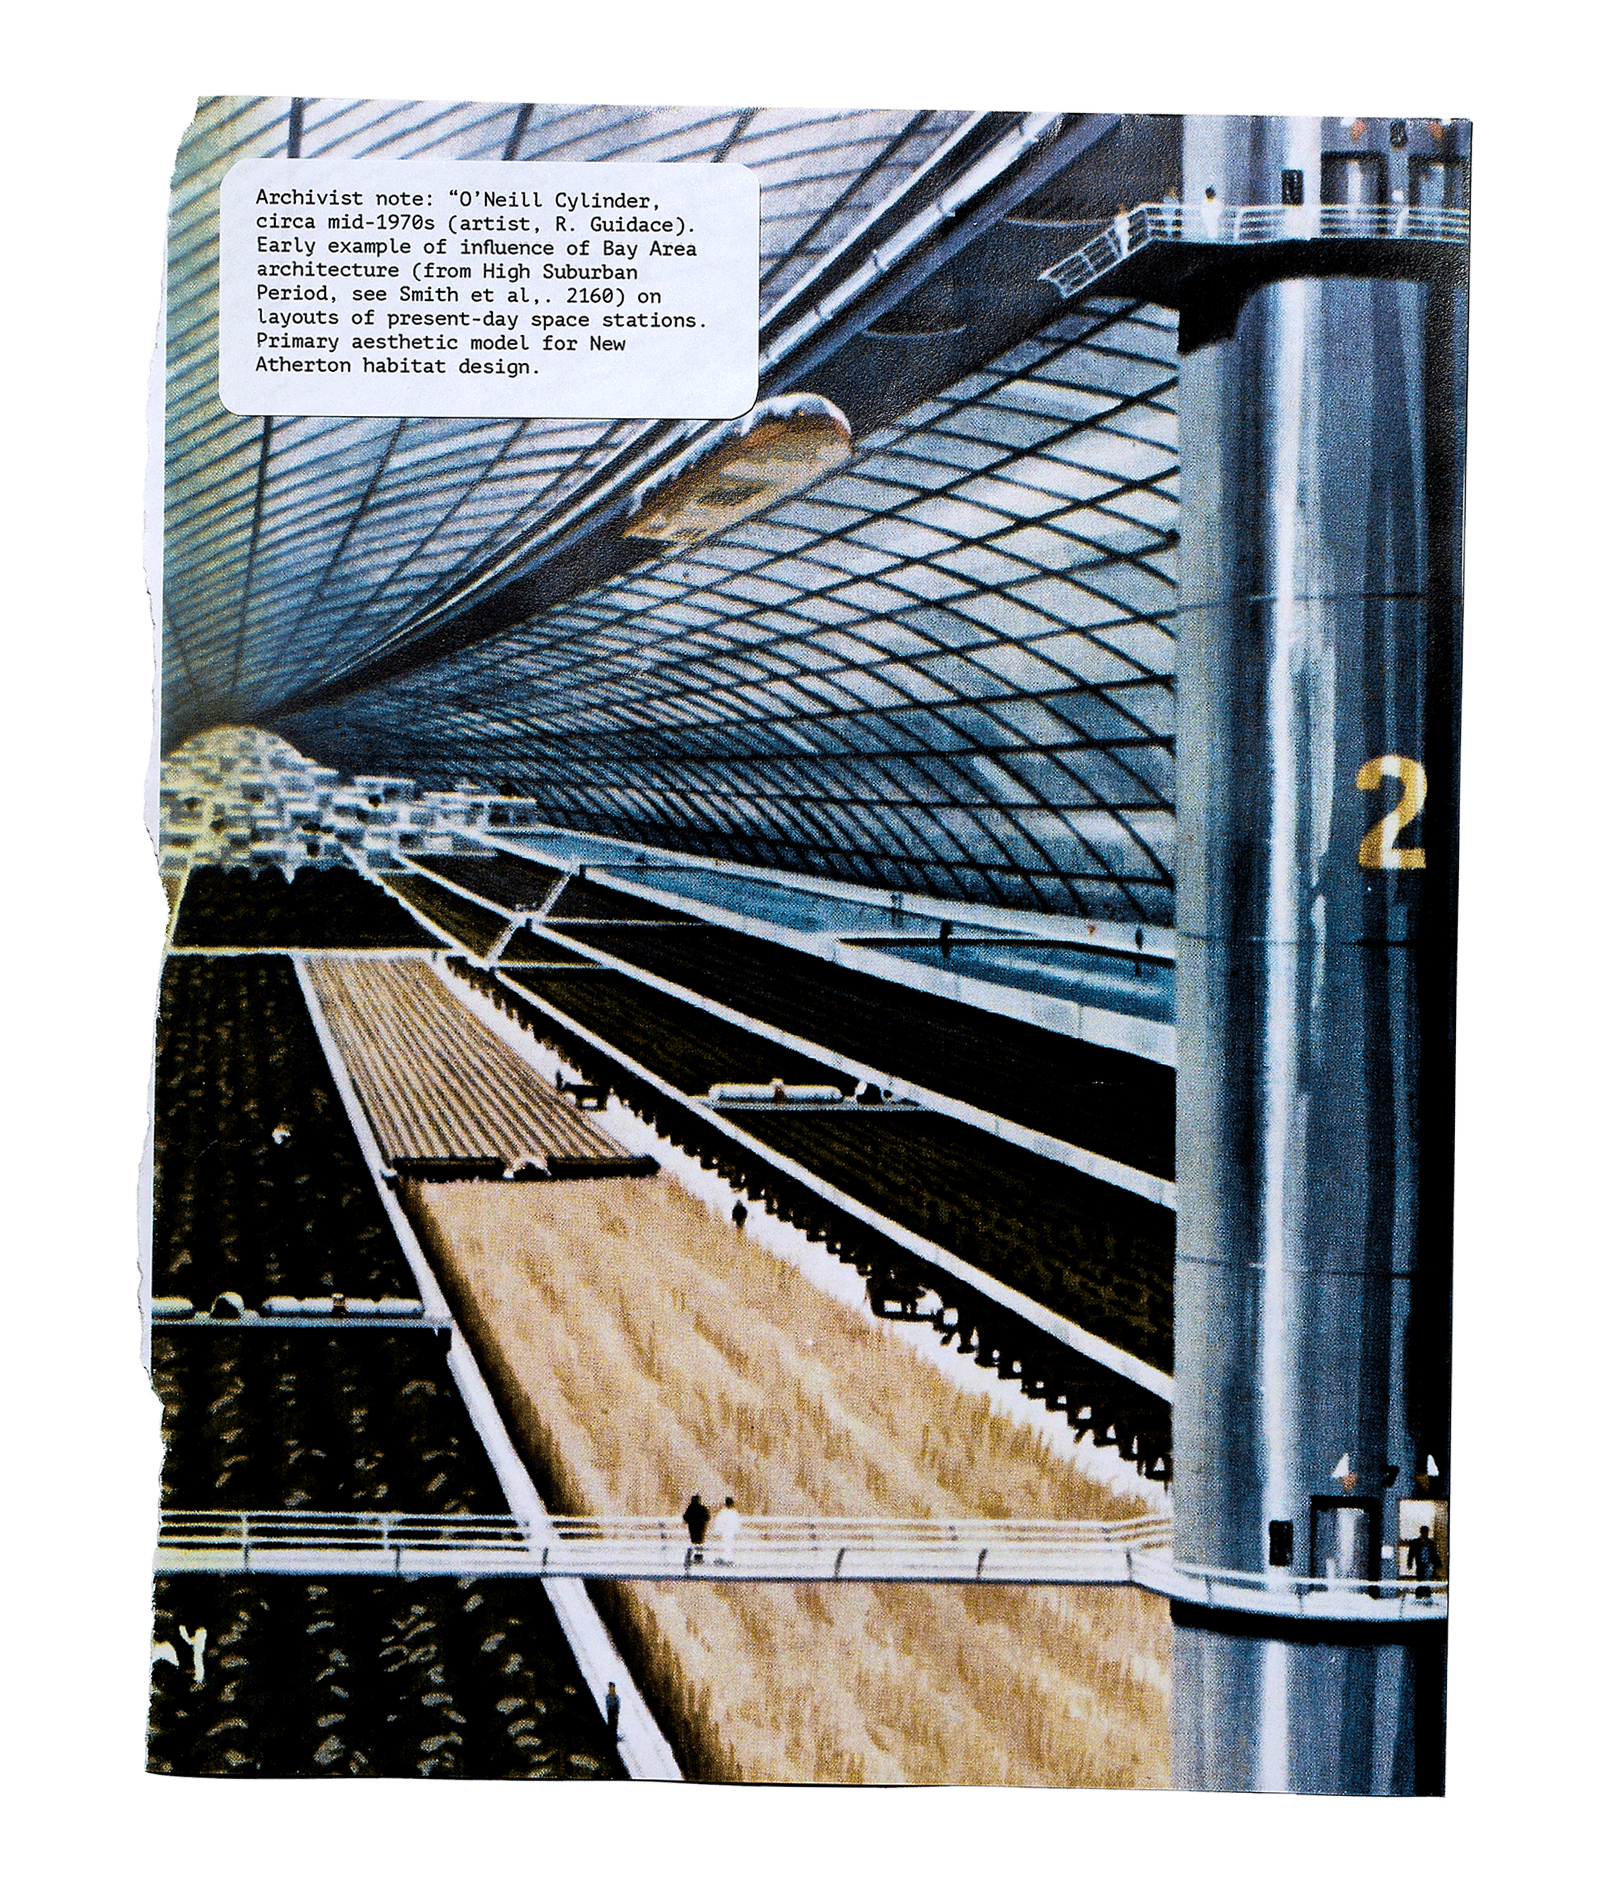 Archivist note: “O’Neill Cylinder,
circa mid-1970s (artist, R. Guidace).
Early example of influence of Bay Area
architecture (from High Suburban
Period, see Smith et al,. 2160) on
layouts of present-day space stations.
Primary aesthetic model for New
Atherton habitat design.
8
2